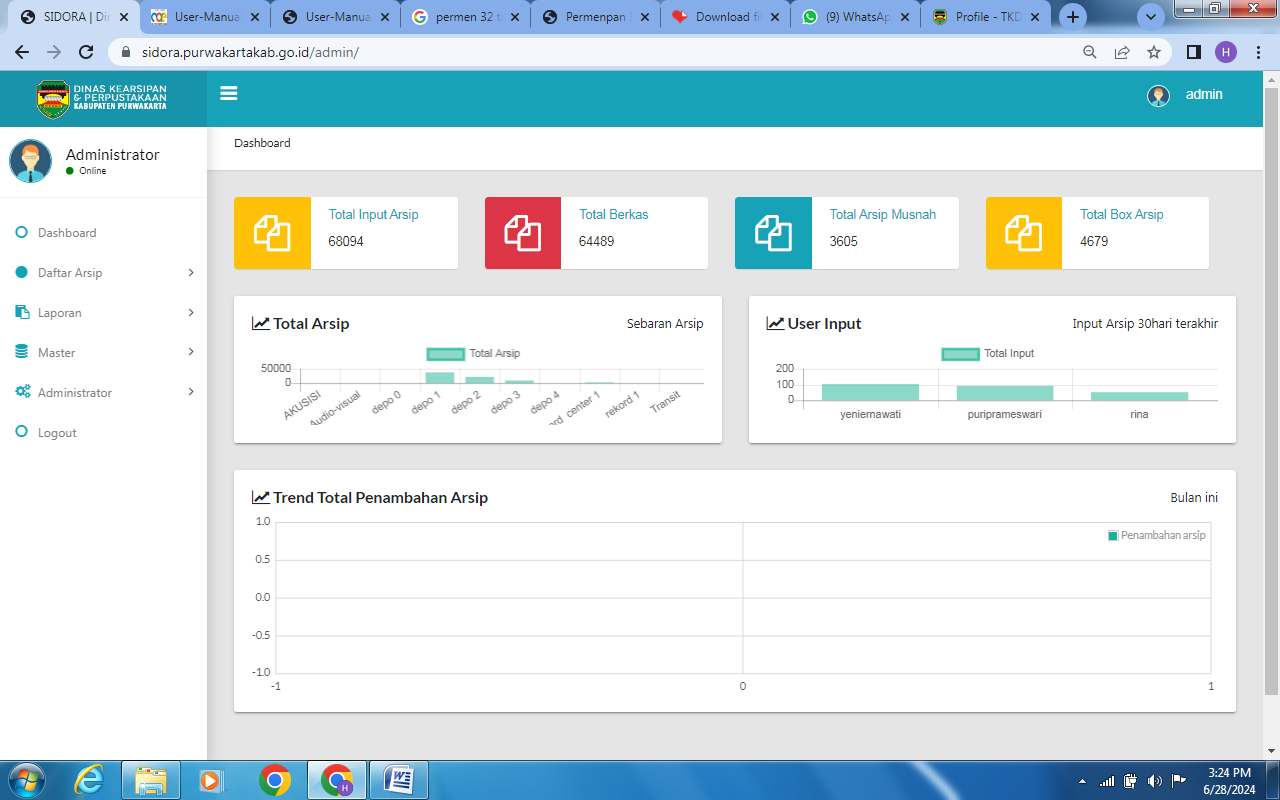 SIDORA | Di
User-Manua
User-Manua
permen 32 t
Permenpan
Download fi
(9) WhatsAp
Profile - TKD
sidora.purwakartakab.go.id/admin/
H
DINAS KEARSIPAN
& PERPUSTAKAAN
KABUPATEN PURWAKARTA
admin
Administrator
Online
Dashboard
Dashboard
Daftar Arsip
Laporan
Master
Administrator
Logout
Total Input Arsip
68094
Total Berkas
64489
Total Arsip Musnah
3605
Total Box Arsip
4679
Total Arsip
Sebaran Arsip
Total Arsip
50000
0
AKUSISI
Audio-visual
depo 0
depo 1
depo 2
depo 3
depo 4
ord center 1
rekord 1
Transit
User Input
Input Arsip 30hari terakhir
Total Input
200
100
0
yeniernawati
puriprameswari
rina
Trend Total Penambahan Arsip
Bulan ini
Penambahan arsip
1.0
0.5
0.0
-0.5
-1.0
-1
0
1
H
3:24 PM
6/28/2024